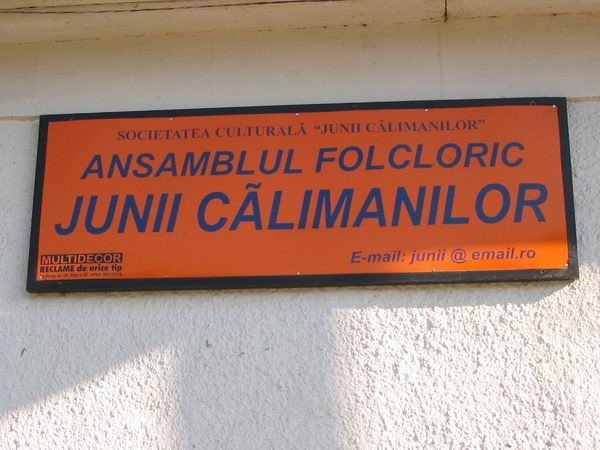 SOCIETATEA CULTURALĂ "JUNII CĂLIMANILOR"
ANSAMBLUL FOLCLORIC
JUNII CÃLIMANILOR
E-mail: junii @ email.ro
MULTIDECOR
RECLAME de orice tip